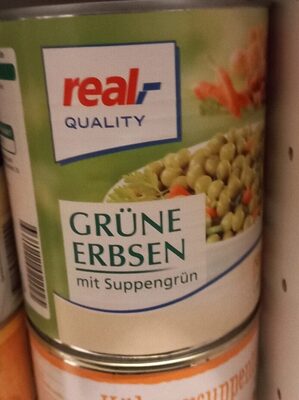 real,-
QUALITY
GRÜNE
ERBSEN
mit Suppengrün